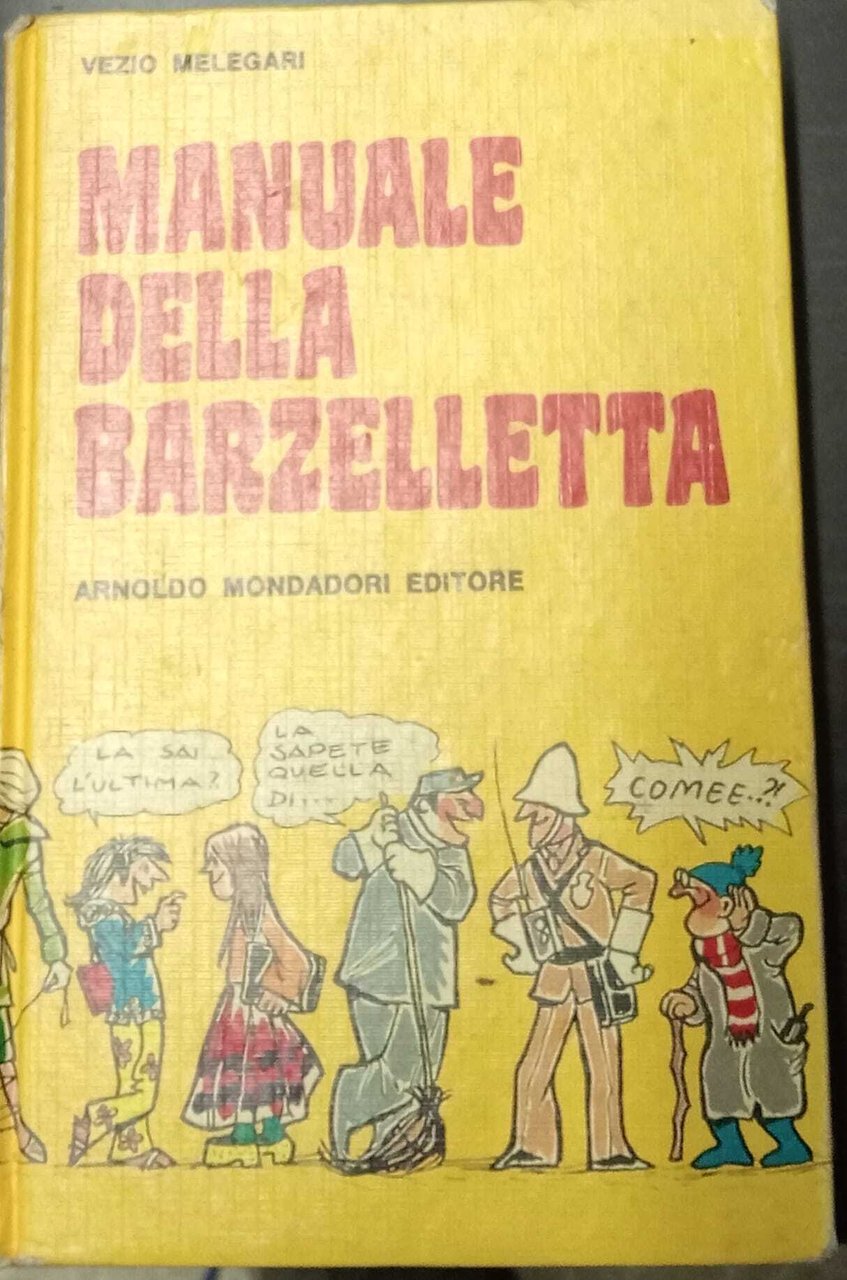 VEZIO MELEGARI
MANUALE
DELLA
BARZELLETTA
ARNOLDO MONDADORI EDITORE
LA SAI
L'ULTIMA?
LA
SAPETE
QUELLA
DI....
COMEE..?!